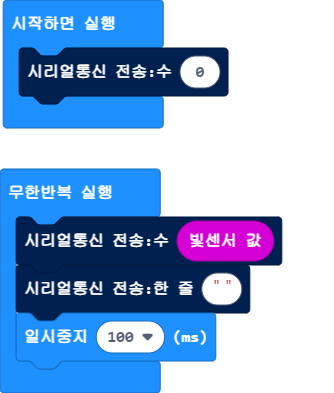 시작하면 실행
시리얼통신 전송:수 0
무한반복 실행
시리얼통신 전송:수 빛센서 값
시리얼통신 전송:한 줄 " "
일시중지 100 (ms)